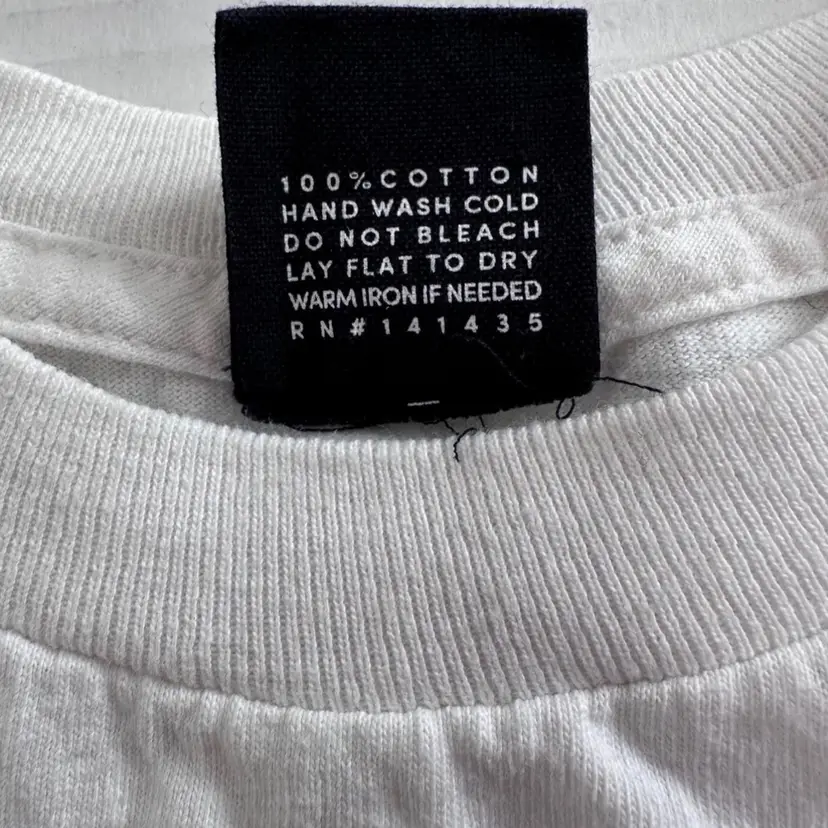 100% COTTON
HAND WASH COLD
DO NOT BLEACH
LAY FLAT TO DRY
WARM IRON IF NEEDED
RN#141435